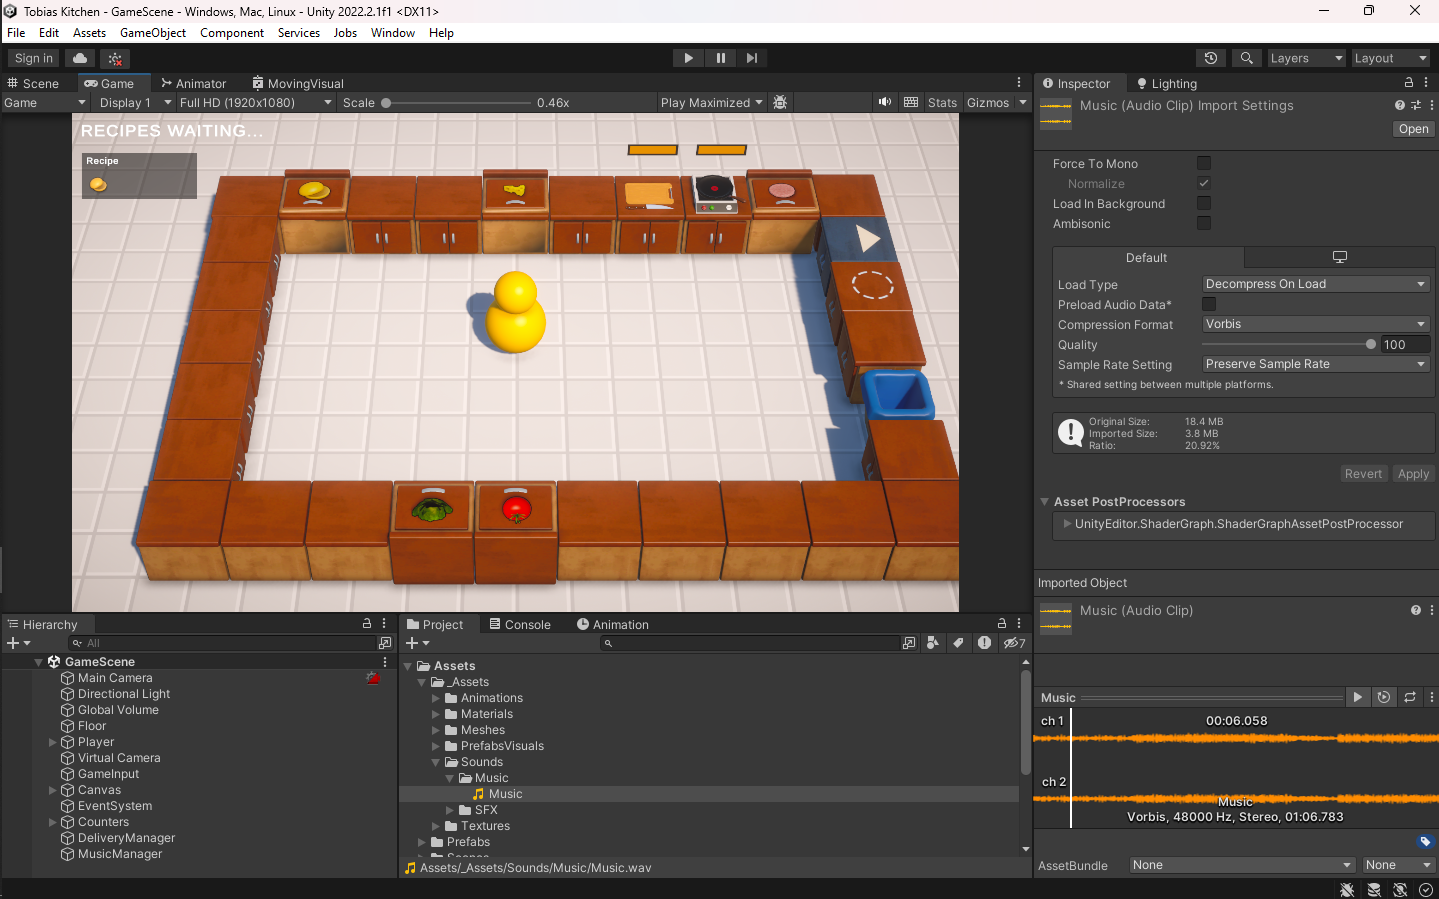 Tobias Kitchen - GameScene - Windows, Mac, Linux - Unity 2022.2.1f1 <DX11>
File Edit Assets GameObject Component Services Jobs Window Help
Sign in
Layers
Layout
Scene
Game
Animator
MovingVisual
Game
Display 1
Full HD (1920x1080)
Scale
0.46x
Play Maximized
Stats
Gizmos
RECIPES WAITING...
Recipe
Hierarchy
All
GameScene
Main Camera
Directional Light
Global Volume
Floor
Player
Virtual Camera
GameInput
Canvas
EventSystem
Counters
DeliveryManager
MusicManager
Project
Console
Animation
7
Assets
_Assets
Animations
Materials
Meshes
PrefabsVisuals
Sounds
Music
Music
SFX
Textures
Prefabs
Scenes
Assets/_Assets/Sounds/Music/Music.wav
Inspector
Lighting
Music (Audio Clip) Import Settings
Open
Force To Mono
Normalize
Load In Background
Ambisonic
Default
Load Type
Decompress On Load
Preload Audio Data*
Compression Format
Vorbis
Quality
100
Sample Rate Setting
Preserve Sample Rate
* Shared setting between multiple platforms.
Original Size: 18.4 MB
Imported Size: 3.8 MB
Ratio: 20.92%
Revert
Apply
Asset PostProcessors
UnityEditor.ShaderGraph.ShaderGraphAssetPostProcessor
Imported Object
Music (Audio Clip)
Music
ch 1
00:06.058
ch 2
Music
Vorbis, 48000 Hz, Stereo, 01:06.783
AssetBundle
None
None